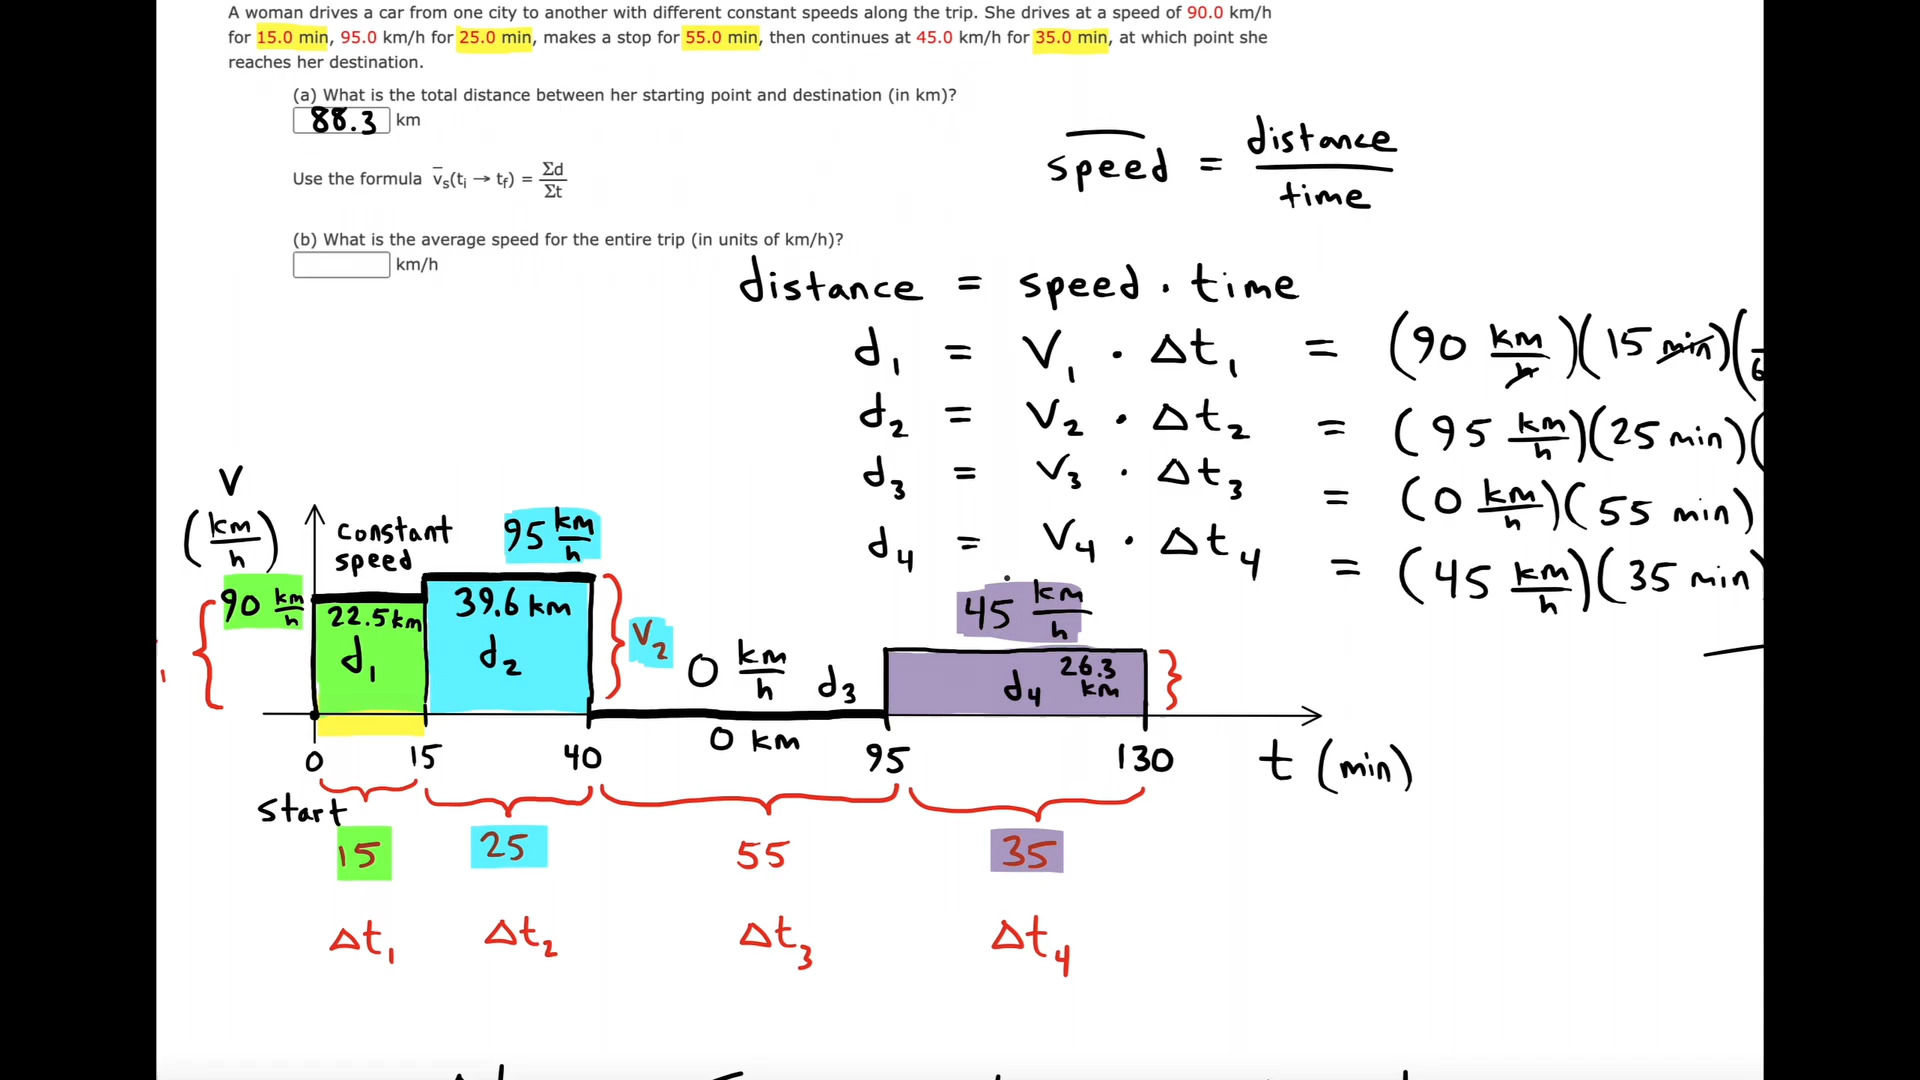 A woman drives a car from one city to another with different constant speeds along the trip. She drives at a speed of 90.0 km/h
for 15.0 min, 95.0 km/h for 25.0 min, makes a stop for 55.0 min, then continues at 45.0 km/h for 35.0 min, at which point she
reaches her destination.
(a) What is the total distance between her starting point and destination (in km)?
88.3 km
Use the formula v̄s(ti → tf) = Σd/Σt
(b) What is the average speed for the entire trip (in units of km/h)?
km/h
speed = distance/time
distance = speed · time
d1 = V1 · Δt1 = (90 km/h)(15 min)(
d2 = V2 · Δt2 = (95 km/h)(25 min)(
d3 = V3 · Δt3 = (0 km/h)(55 min)
d4 = V4 · Δt4 = (45 km/h)(35 min)
V
(km/h)
constant
speed
95 km/h
90 km/h
22.5 km
39.6 km
45 km/h
d1
d2
V2
0 km/h
d3
d4
26.3
km
0 km
0
15
40
95
130
t (min)
start
15
25
55
35
Δt1
Δt2
Δt3
Δt4